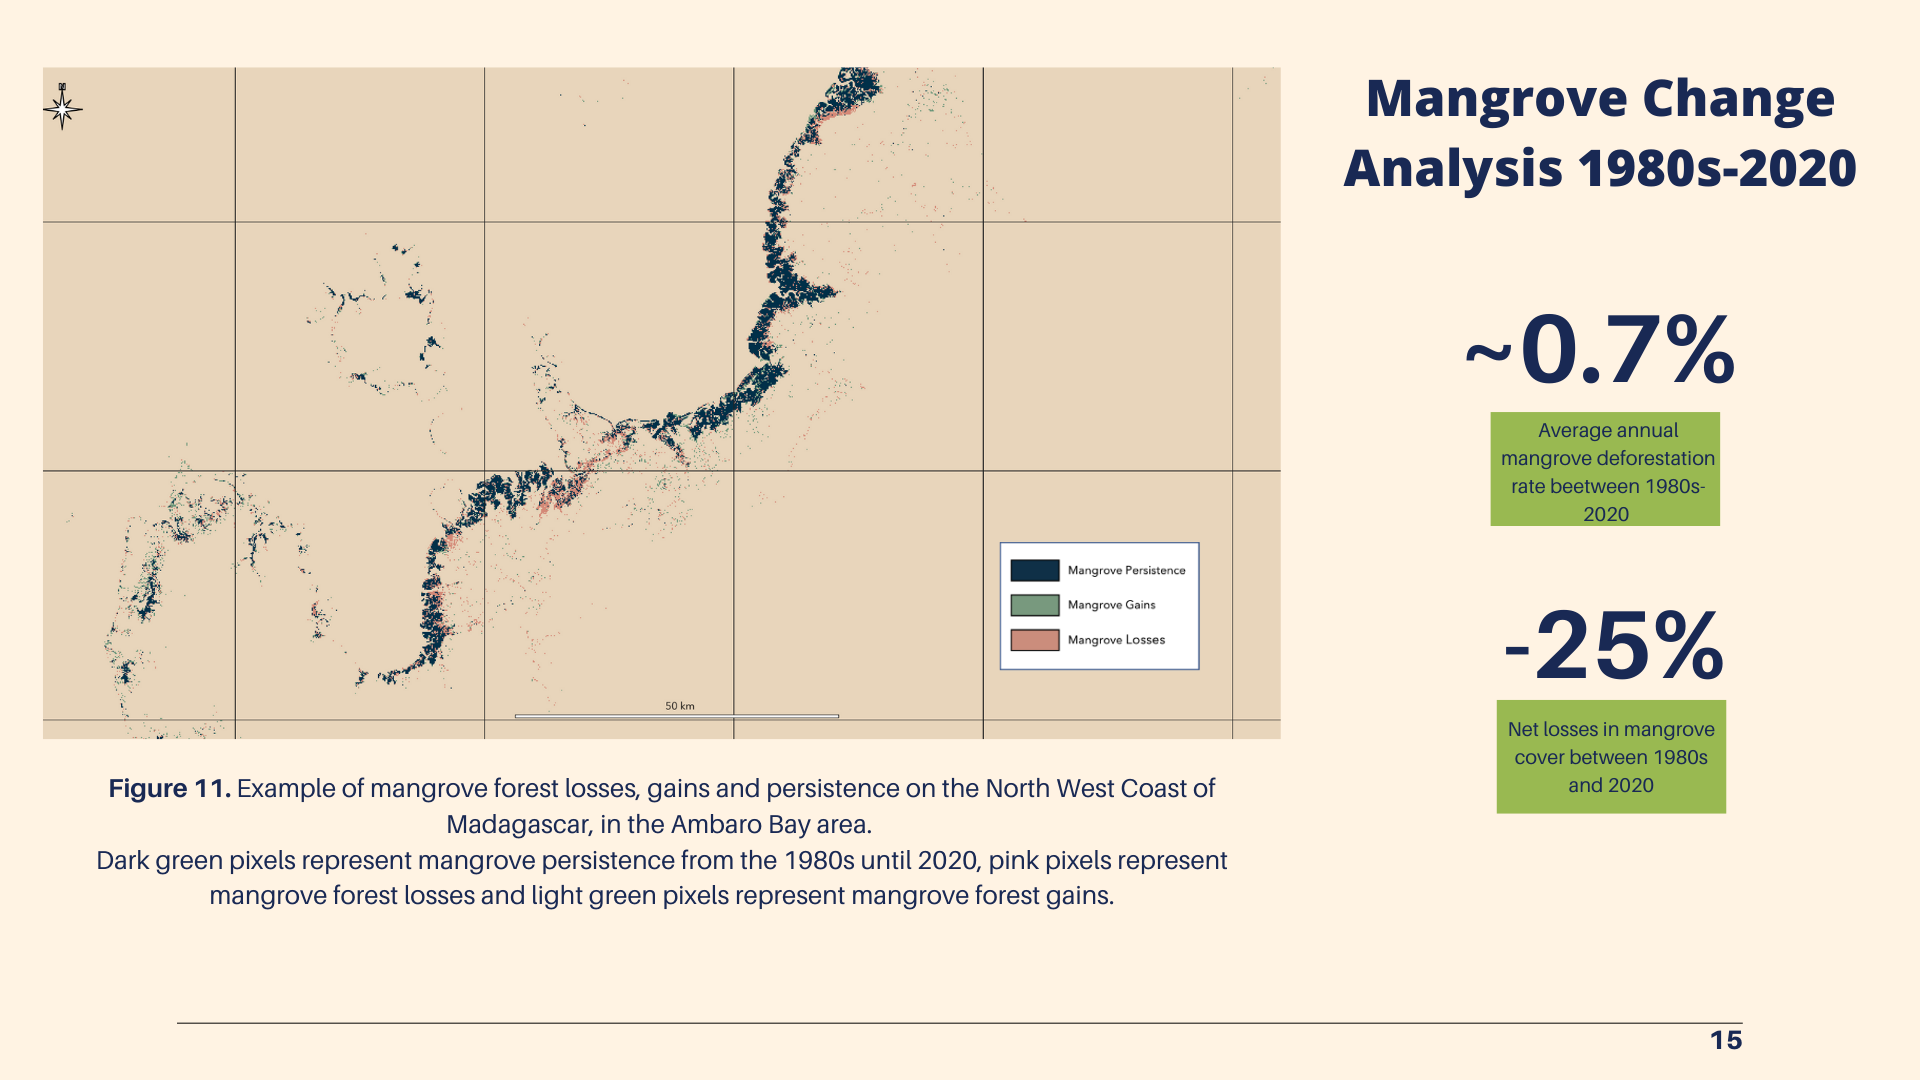 N
Mangrove Change
Analysis 1980s-2020
~0.7%
Average annual
mangrove deforestation
rate beetween 1980s-
2020
-25%
Net losses in mangrove
cover between 1980s
and 2020
Mangrove Persistence
Mangrove Gains
Mangrove Losses
50 km
Figure 11. Example of mangrove forest losses, gains and persistence on the North West Coast of
Madagascar, in the Ambaro Bay area.
Dark green pixels represent mangrove persistence from the 1980s until 2020, pink pixels represent
mangrove forest losses and light green pixels represent mangrove forest gains.
15